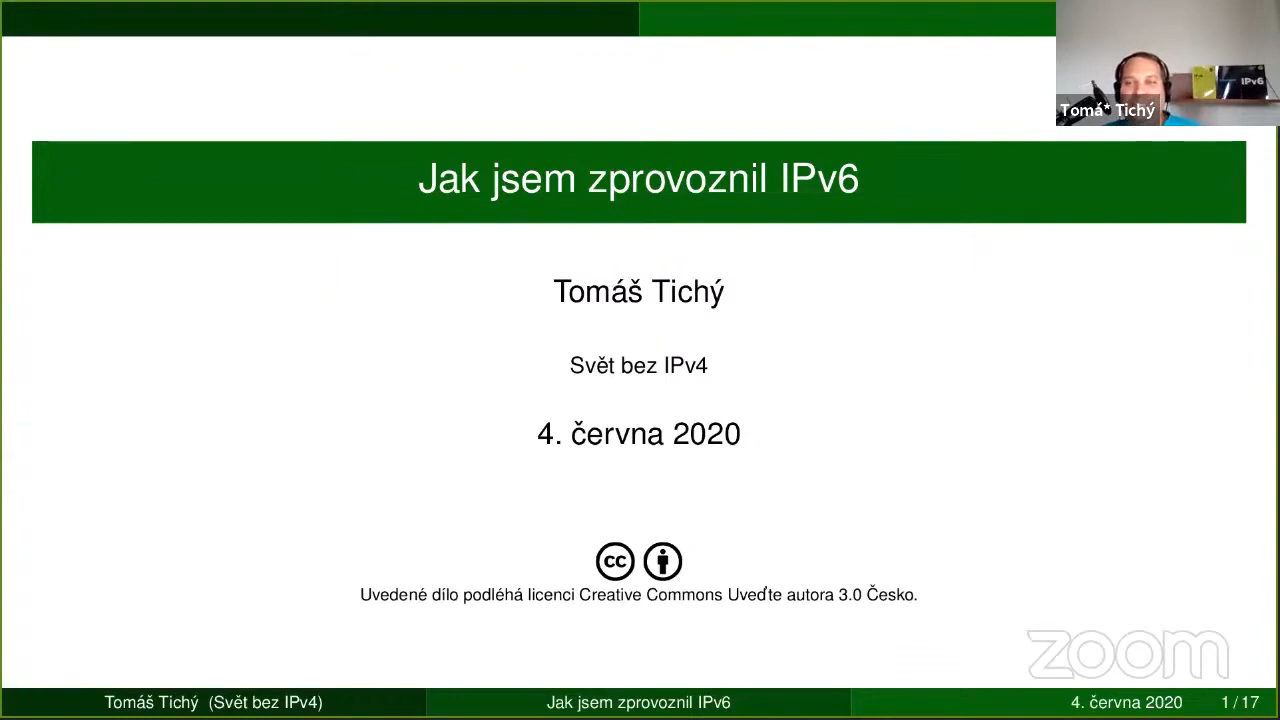 IPv6
Tomá* Tichý
Jak jsem zprovoznil IPv6
Tomáš Tichý
Svět bez IPv4
4. června 2020
cc
Uvedené dílo podléhá licenci Creative Commons Uveďte autora 3.0 Česko.
zoom
Tomáš Tichý (Svět bez IPv4) Jak jsem zprovoznil IPv6 4. června 2020 1 / 17